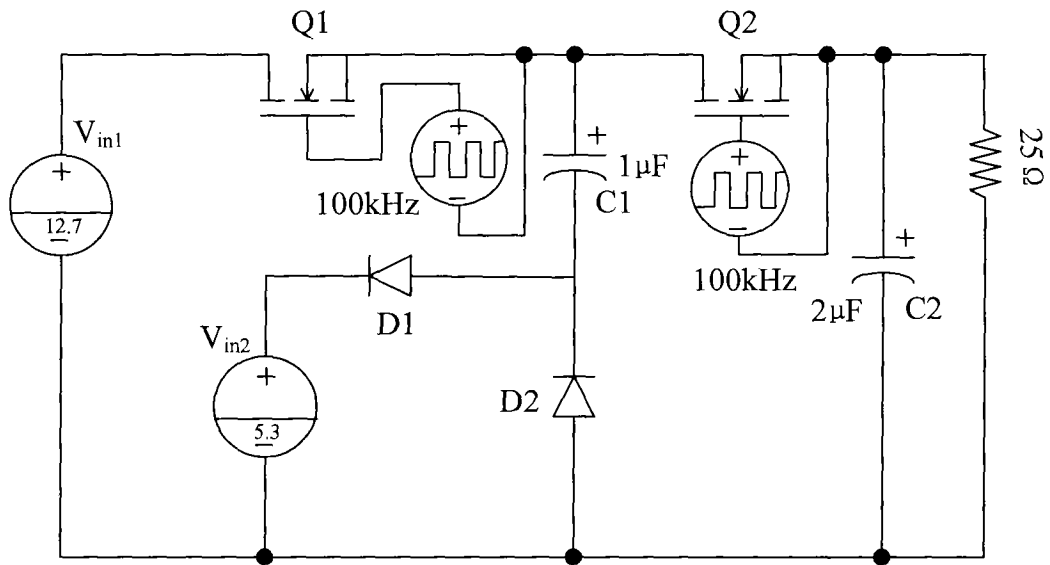 Q1
Q2
V_in1
+
12.7
−
+
−
100kHz
+
1μF
C1
+
−
100kHz
25 Ω
+
2μF
C2
D1
V_in2
+
5.3
−
D2